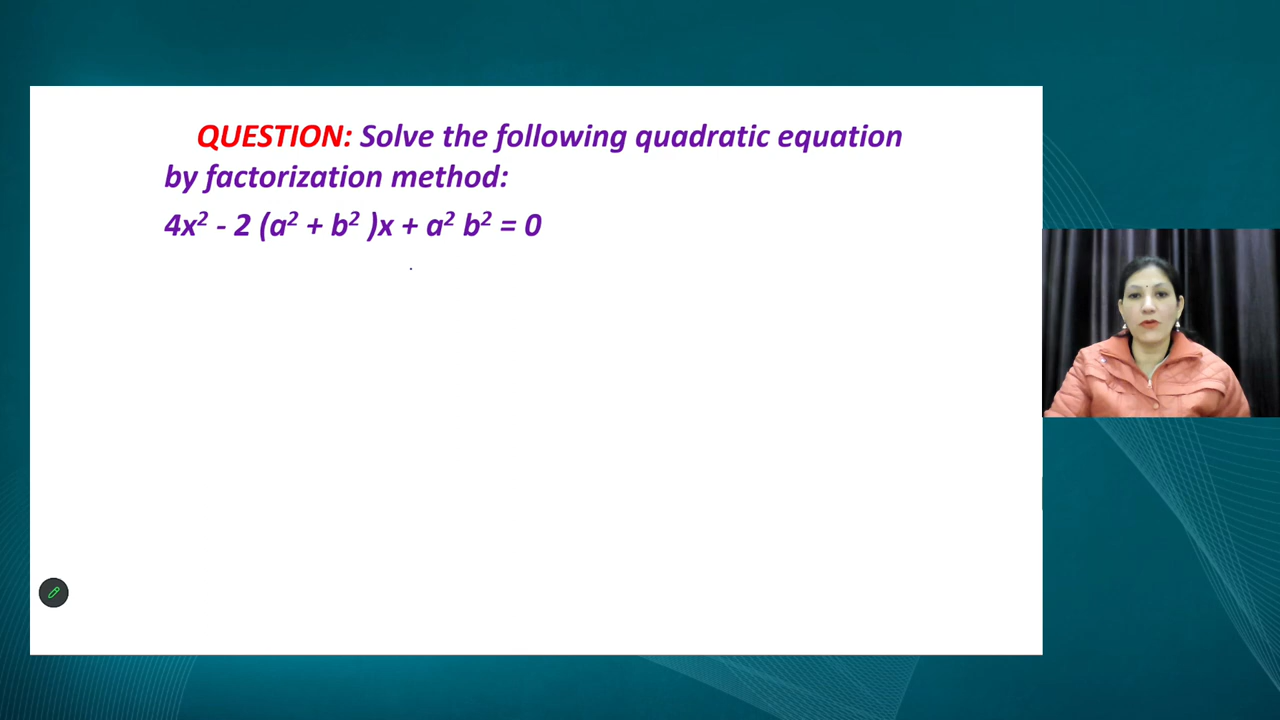 QUESTION: Solve the following quadratic equation
by factorization method:
4x² - 2 (a² + b² )x + a² b² = 0